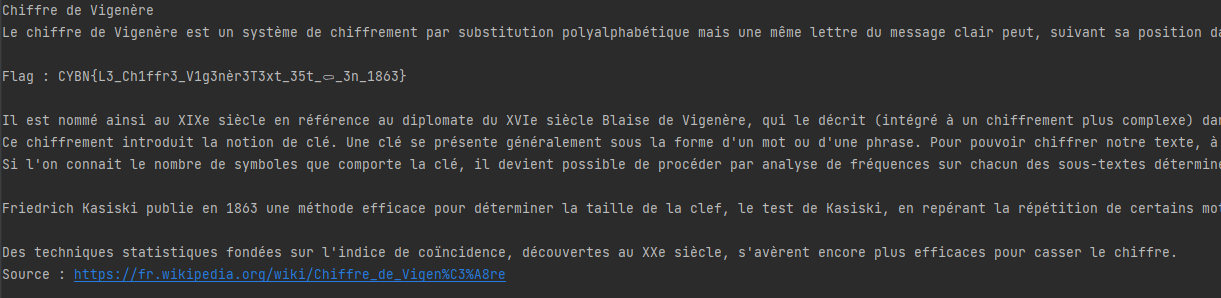 Chiffre de Vigenère
Le chiffre de Vigenère est un système de chiffrement par substitution polyalphabétique mais une même lettre du message clair peut, suivant sa position da
Flag : CYBN{L3_Ch1ffr3_V1g3nèr3T3xt_35t_⬭_3n_1863}
Il est nommé ainsi au XIXe siècle en référence au diplomate du XVIe siècle Blaise de Vigenère, qui le décrit (intégré à un chiffrement plus complexe) dan
Ce chiffrement introduit la notion de clé. Une clé se présente généralement sous la forme d'un mot ou d'une phrase. Pour pouvoir chiffrer notre texte, à
Si l'on connait le nombre de symboles que comporte la clé, il devient possible de procéder par analyse de fréquences sur chacun des sous-textes détermine
Friedrich Kasiski publie en 1863 une méthode efficace pour déterminer la taille de la clef, le test de Kasiski, en repérant la répétition de certains mot
Des techniques statistiques fondées sur l'indice de coïncidence, découvertes au XXe siècle, s'avèrent encore plus efficaces pour casser le chiffre.
Source : https://fr.wikipedia.org/wiki/Chiffre_de_Vigen%C3%A8re